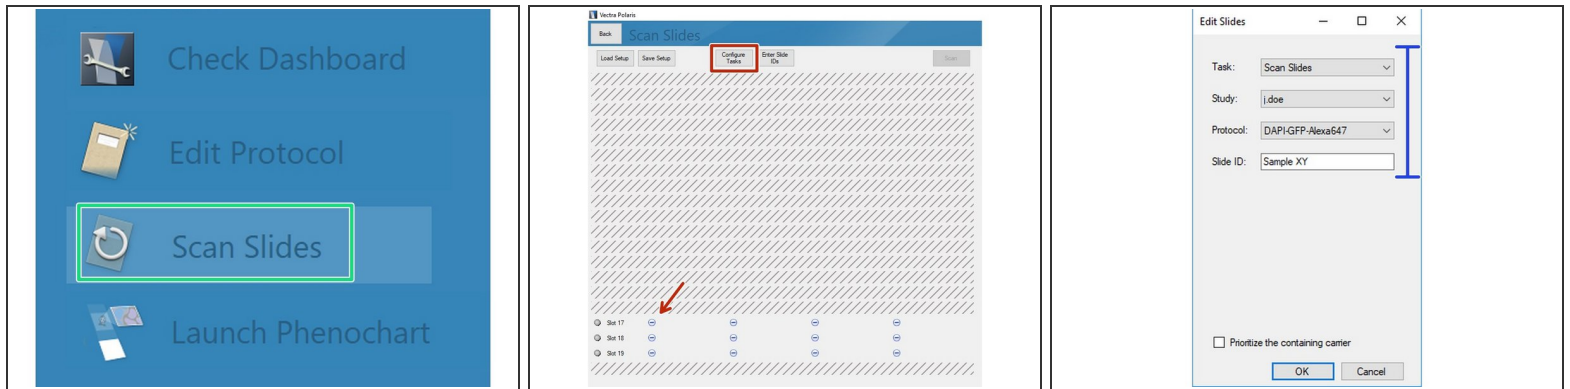 Check Dashboard
Edit Protocol
Scan Slides
Launch Phenochart
Vectra Polaris
Back Scan Slides
Load Setup Save Setup Configure Tasks Enter Slide IDs Scan
Slot 17
Slot 18
Slot 19
Edit Slides
Task: Scan Slides
Study: j.doe
Protocol: DAPI-GFP-Alexa647
Slide ID: Sample XY
Prioritize the containing carrier
OK Cancel